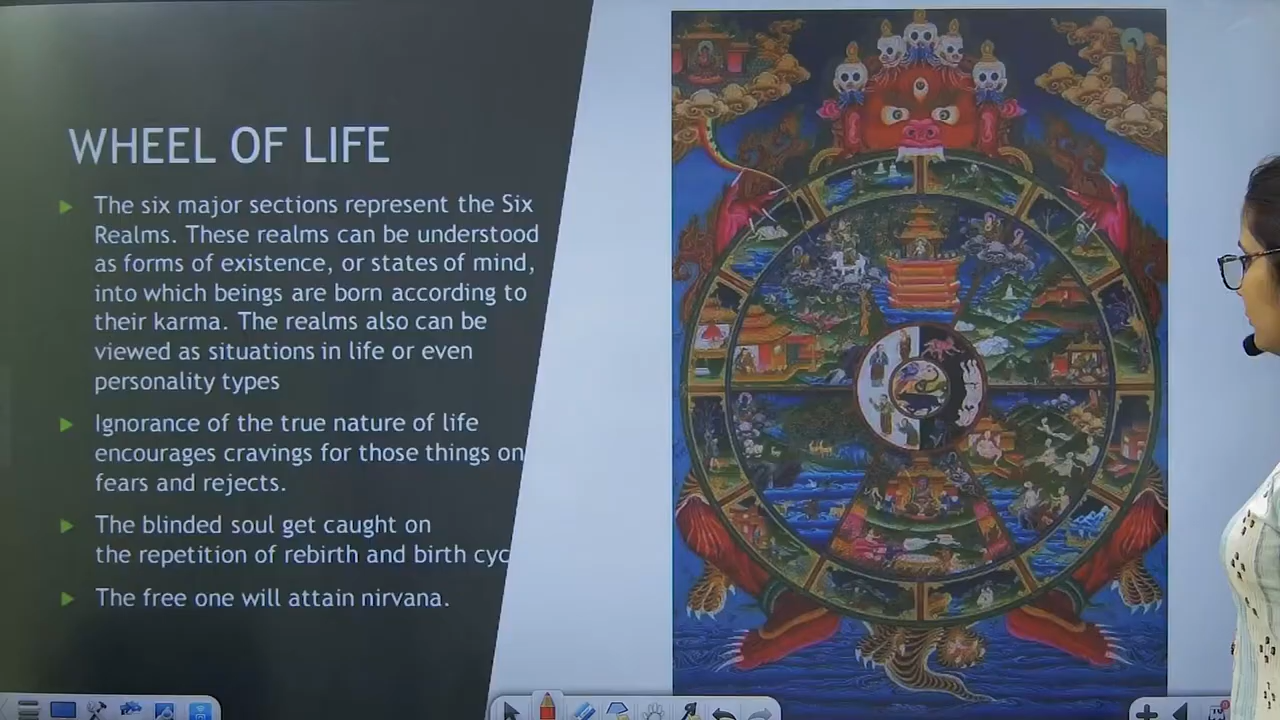 WHEEL OF LIFE
The six major sections represent the Six
Realms. These realms can be understood
as forms of existence, or states of mind,
into which beings are born according to
their karma. The realms also can be
viewed as situations in life or even
personality types
Ignorance of the true nature of life
encourages cravings for those things on
fears and rejects.
The blinded soul get caught on
the repetition of rebirth and birth cyc
The free one will attain nirvana.